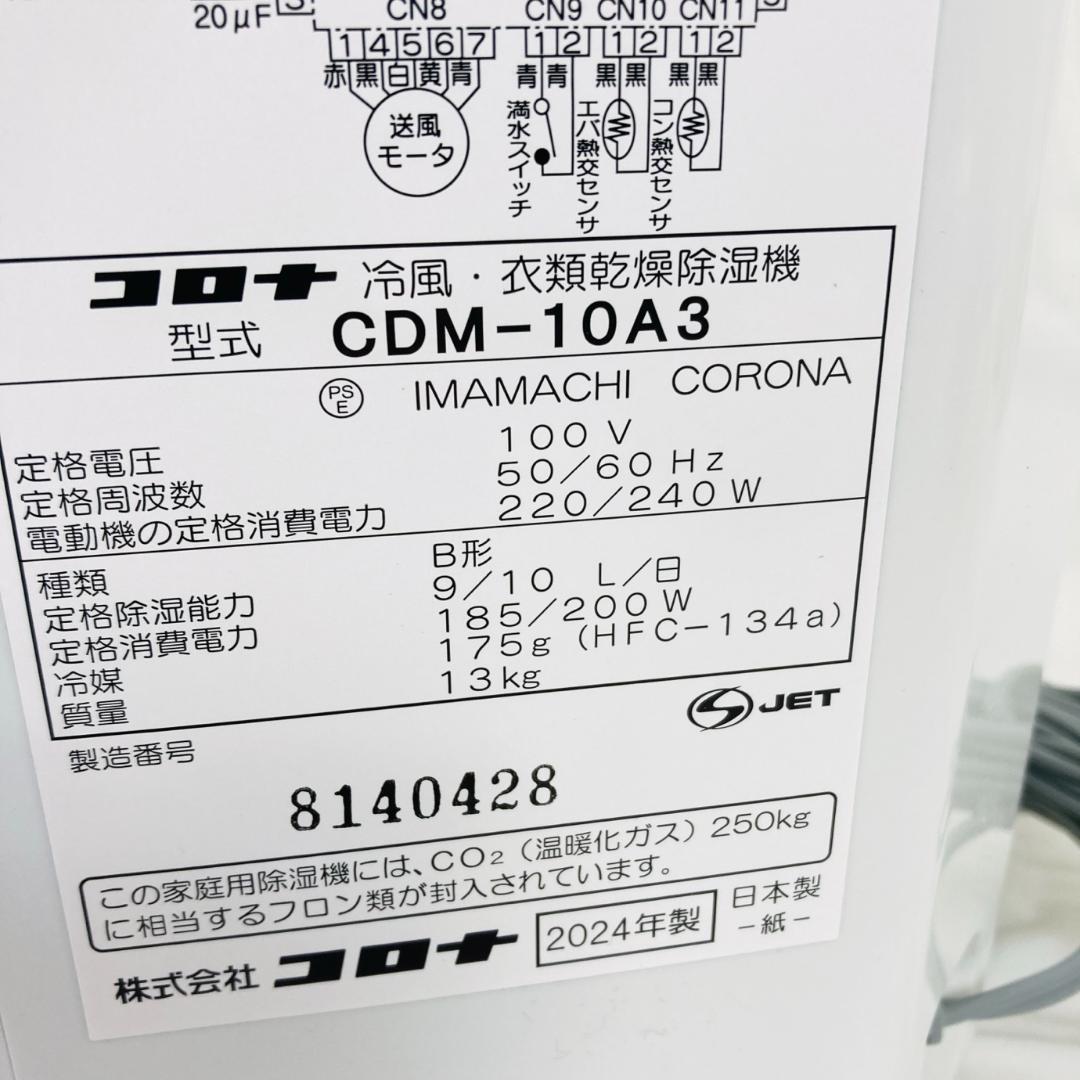 20μF
CN8 CN9 CN10 CN11
1 4 5 6 7 1 2 1 2 1 2
赤 黒 白 黄 青 青 青 黒 黒 黒 黒
送風
モータ
満水スイッチ
エバ熱交センサ
コン熱交センサ
コロナ 冷風・衣類乾燥除湿機
型式 CDM-10A3
PS
E
IMAMACHI CORONA
定格電圧 100V
定格周波数 50/60Hz
電動機の定格消費電力 220/240W
種類 B形
定格除湿能力 9/10 L/日
定格消費電力 185/200W
冷媒 175g (HFC-134a)
質量 13kg
JET
製造番号
8140428
この家庭用除湿機には、CO₂（温暖化ガス）250kg
に相当するフロン類が封入されています。
株式会社 コロナ 2024年製 日本製
-紙-